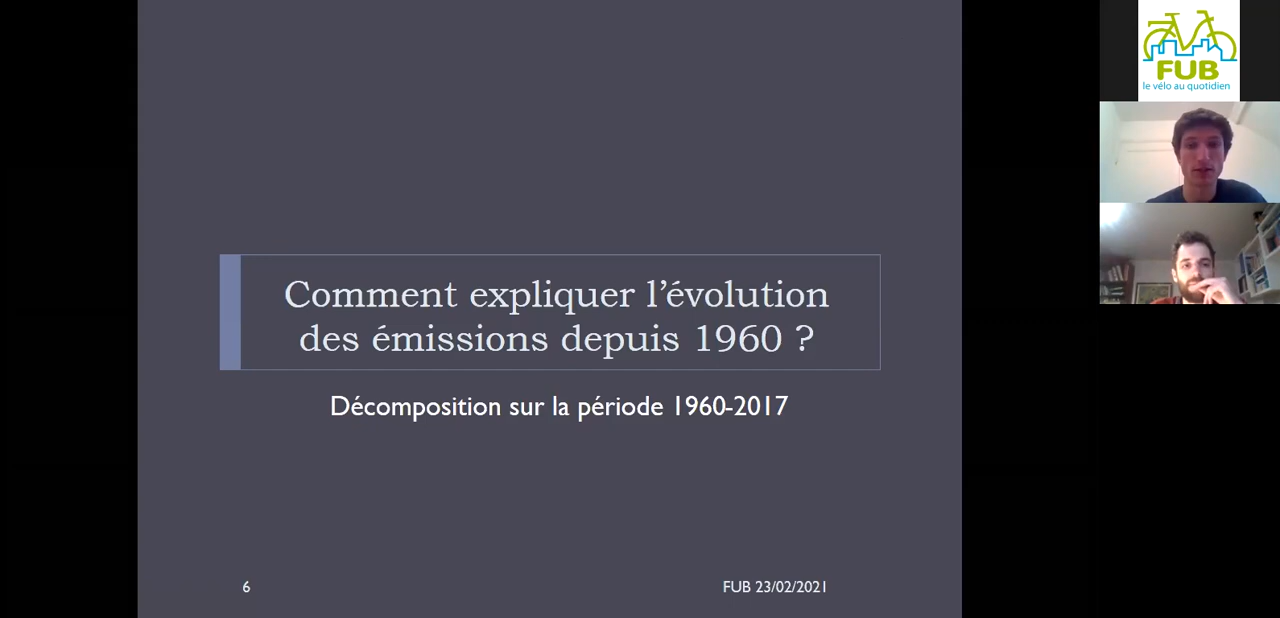 Comment expliquer l'évolution
des émissions depuis 1960 ?
Décomposition sur la période 1960-2017
6
FUB 23/02/2021
FUB
le vélo au quotidien